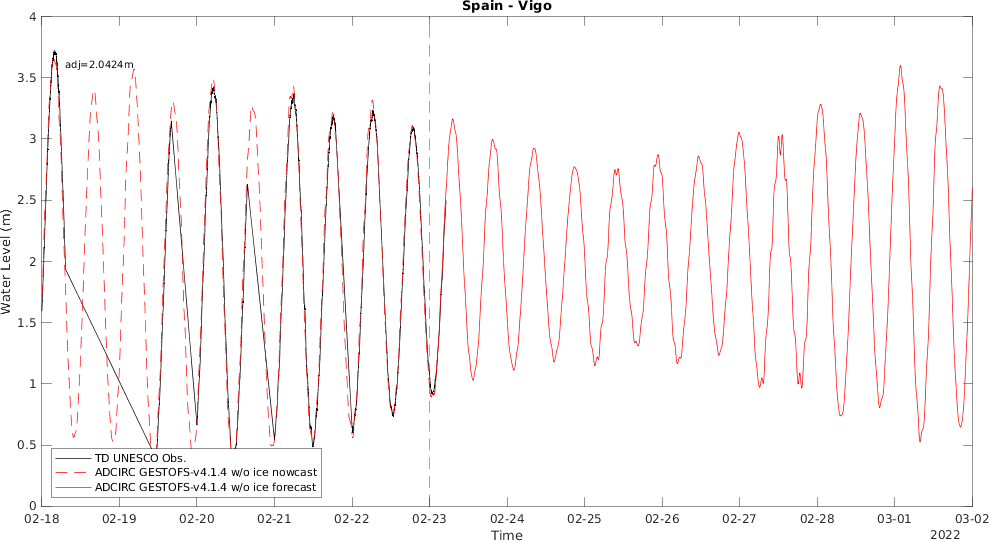 Spain - Vigo
adj=2.0424m
4
3.5
3
2.5
2
1.5
1
0.5
0
Water Level (m)
TD UNESCO Obs.
ADCIRC GESTOFS-v4.1.4 w/o ice nowcast
ADCIRC GESTOFS-v4.1.4 w/o ice forecast
02-18 02-19 02-20 02-21 02-22 02-23 02-24 02-25 02-26 02-27 02-28 03-01 03-02
Time
2022